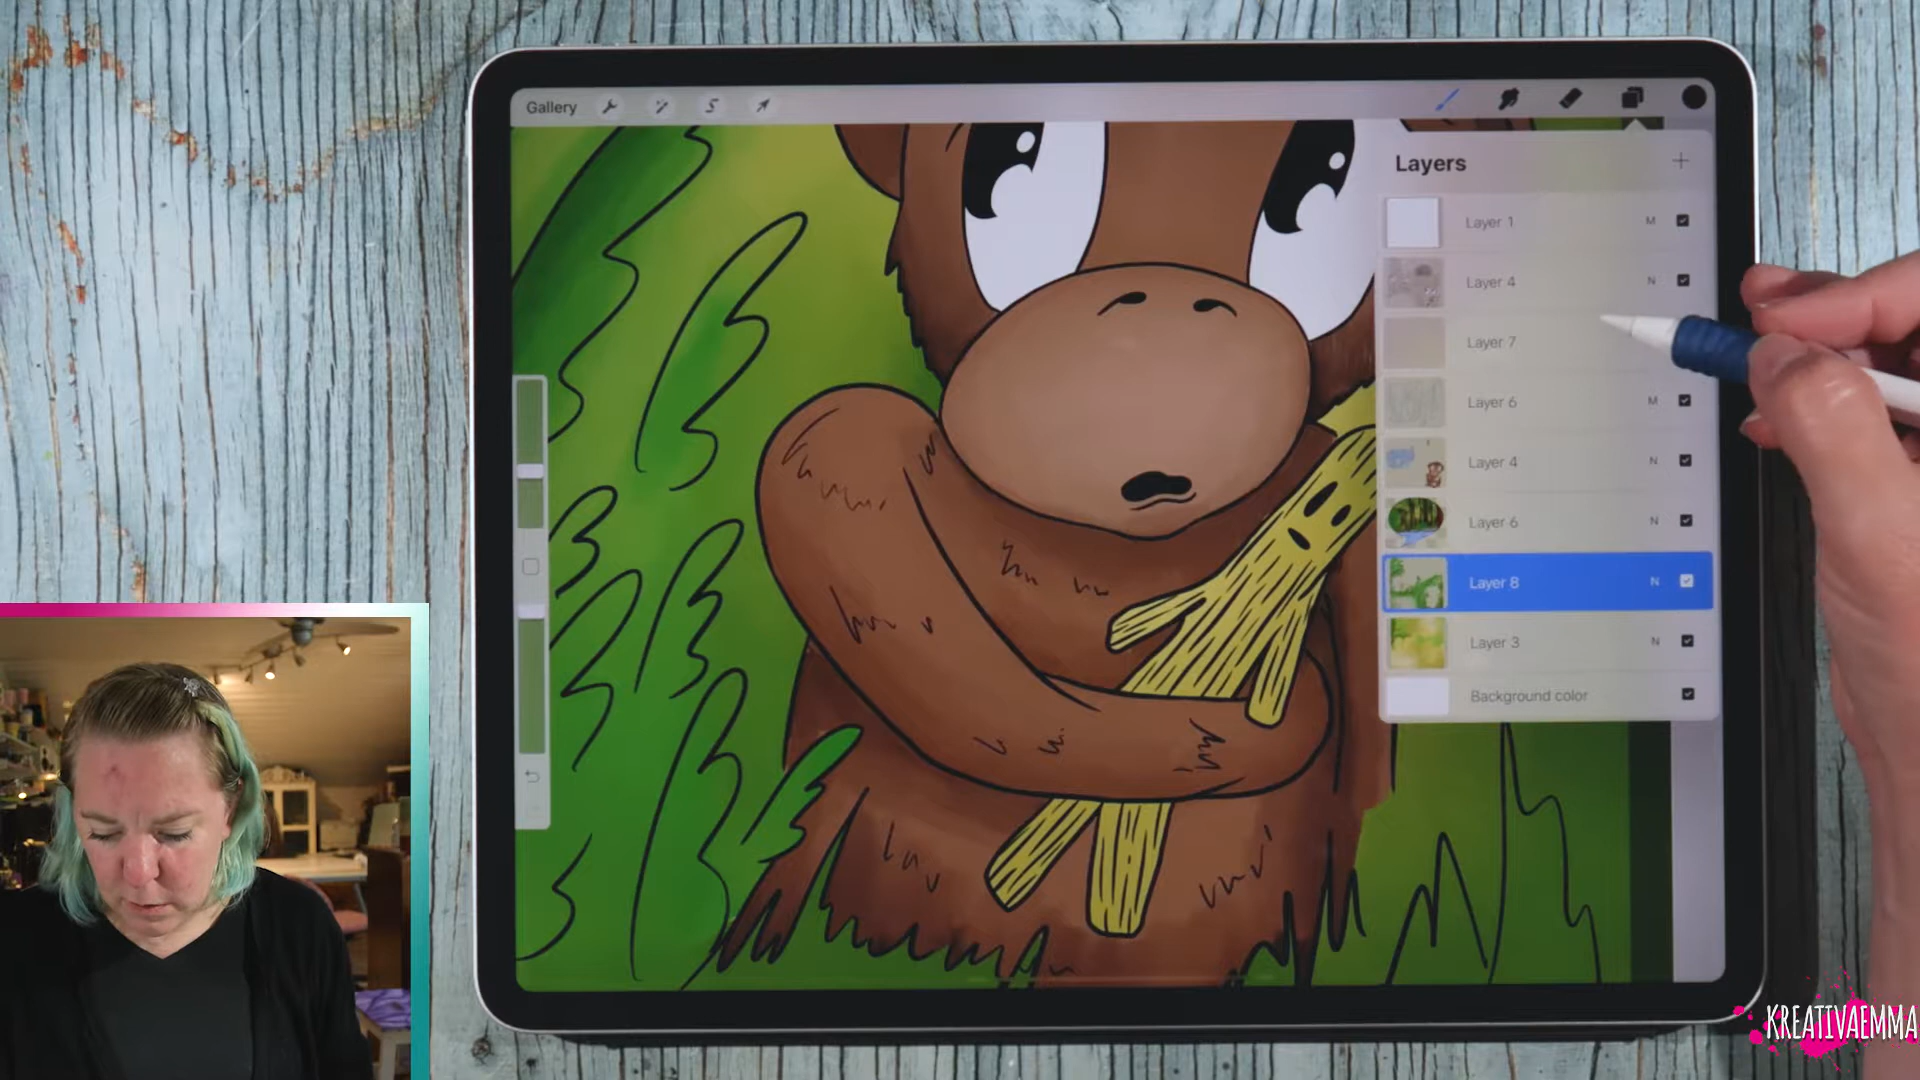 Gallery
Layers
Layer 1 M
Layer 4 N
Layer 7
Layer 6 M
Layer 4 N
Layer 6 N
Layer 8 N
Layer 3 N
Background color
KREATIVAEMMA